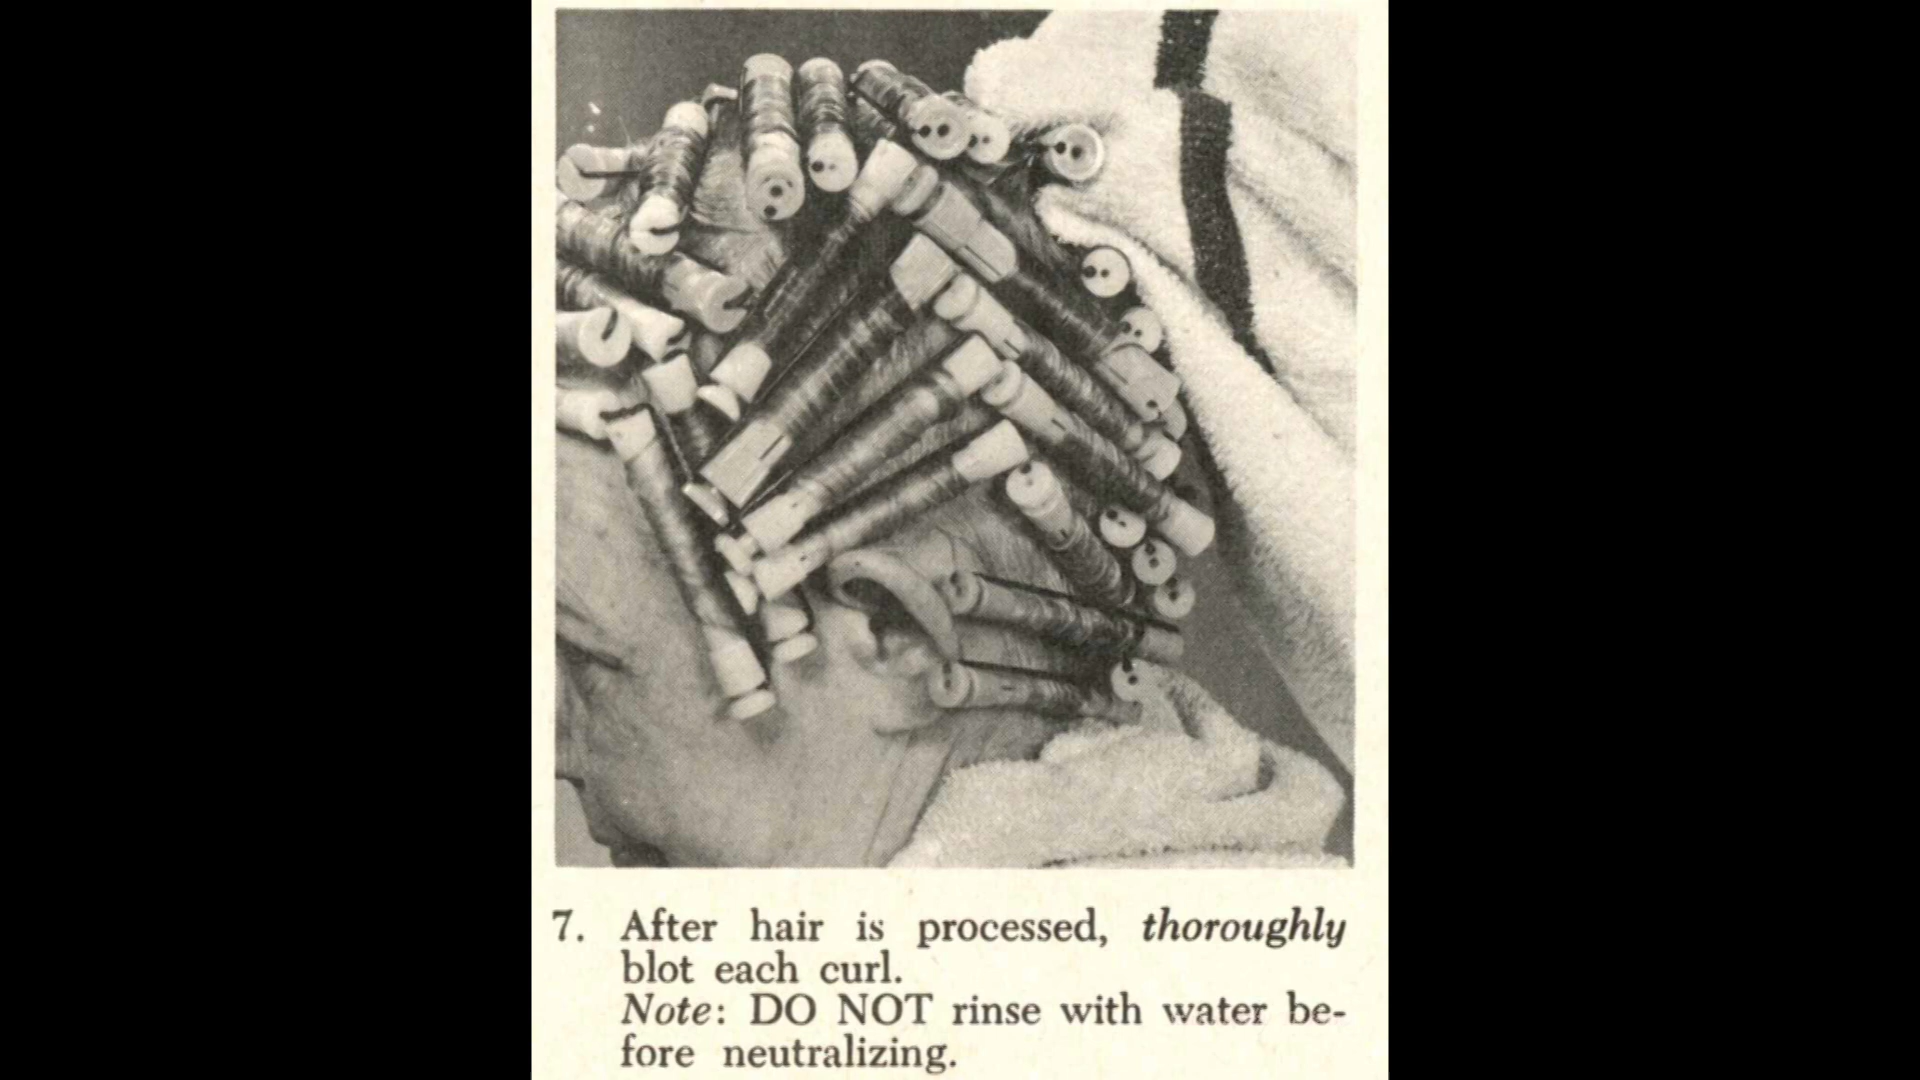 7. After hair is processed, thoroughly
blot each curl.
Note: DO NOT rinse with water be-
fore neutralizing.